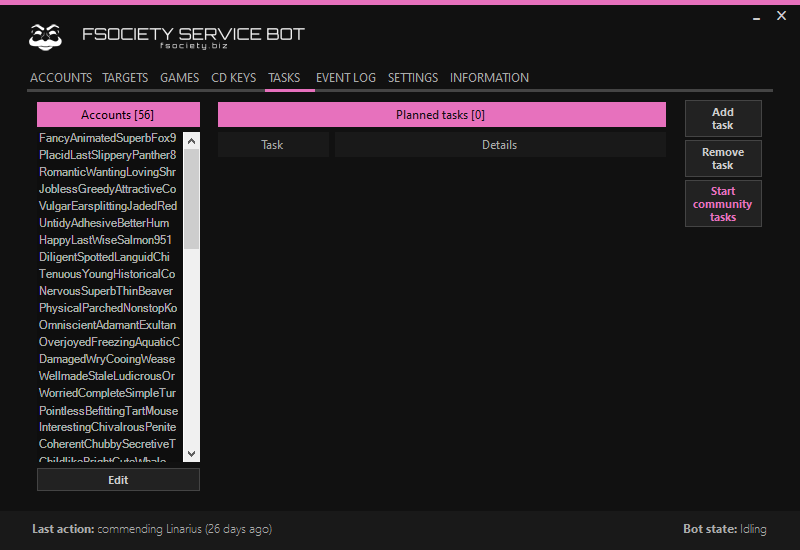 FSOCIETY SERVICE BOT
fsociety.biz
ACCOUNTS TARGETS GAMES CD KEYS TASKS EVENT LOG SETTINGS INFORMATION
Accounts [56]
FancyAnimatedSuperbFox9
PlacidLastSlipperyPanther8
RomanticWantingLovingShr
JoblessGreedyAttractiveCo
VulgarEarsplittingJadedRed
UntidyAdhesiveBetterHum
HappyLastWiseSalmon951
DiligentSpottedLanguidChi
TenuousYoungHistoricalCo
NervousSuperbThinBeaver
PhysicalParchedNonstopKo
OmniscientAdamantExultan
OverjoyedFreezingAquaticC
DamagedWryCooingWease
WellmadeStaleLudicrousOr
WorriedCompleteSimpleTur
PointlessBefittingTartMouse
InterestingChivalrousPenite
CoherentChubbySecretiveT
ChildlikeBrightCuteWhale
Edit
Planned tasks [0]
Task Details
Add
task
Remove
task
Start
community
tasks
Last action: commending Linarius (26 days ago)
Bot state: Idling